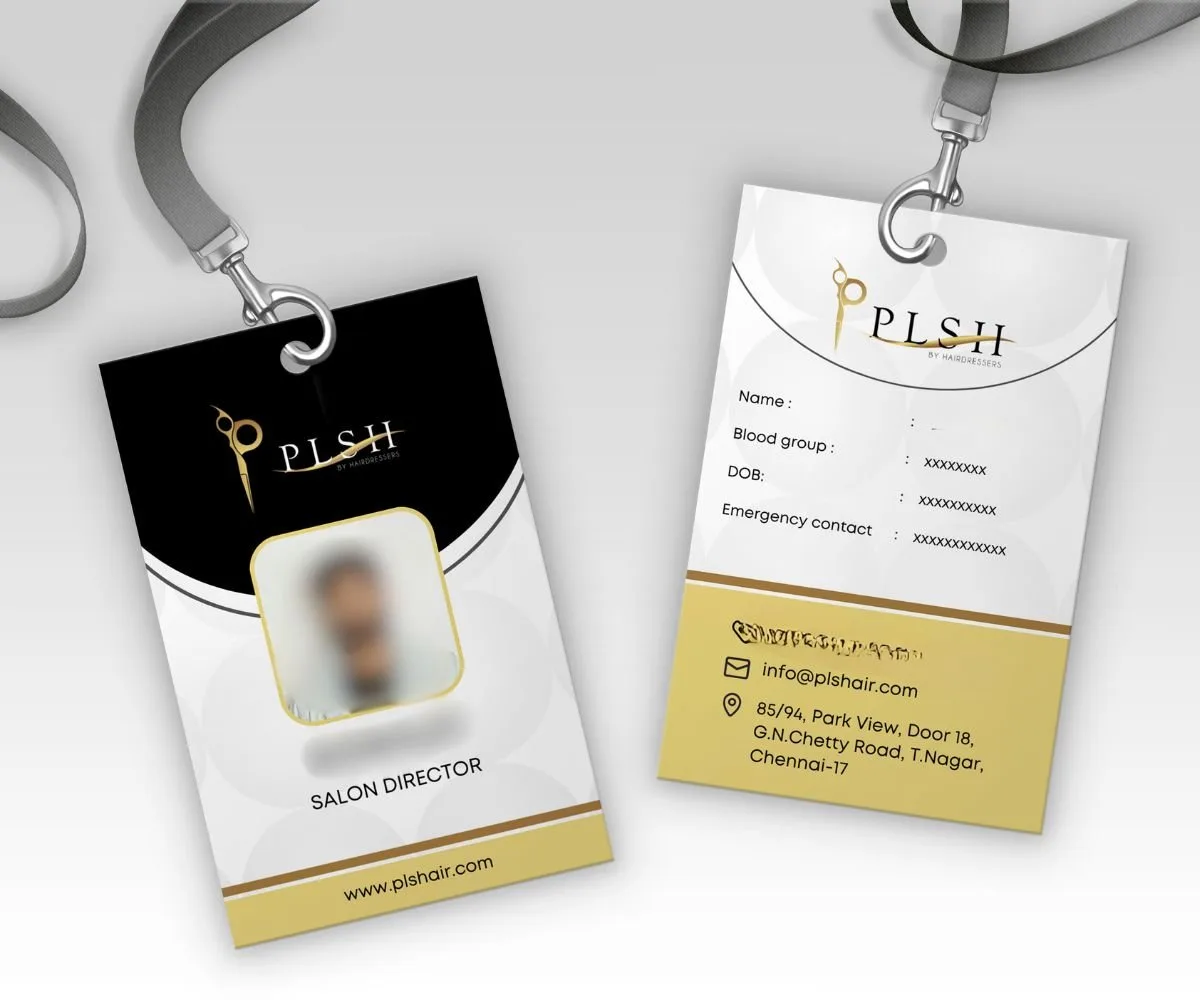 PLSH
BY HAIRDRESSERS
SALON DIRECTOR
www.plshair.com
PLSH
BY HAIRDRESSERS
Name : :
Blood group : : xxxxxxxx
DOB: : xxxxxxxxxx
Emergency contact : xxxxxxxxxxxx
info@plshair.com
85/94, Park View, Door 18,
G.N.Chetty Road, T.Nagar,
Chennai-17